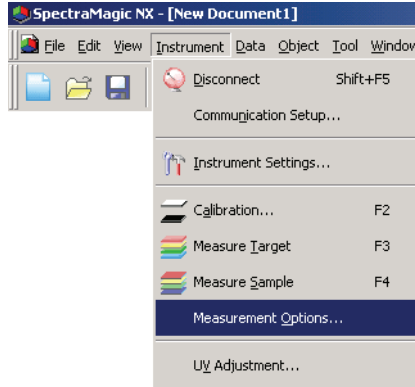 SpectraMagic NX - [New Document1]
File Edit View Instrument Data Object Tool Window
Disconnect Shift+F5
Communication Setup...
Instrument Settings...
Calibration... F2
Measure Target F3
Measure Sample F4
Measurement Options...
UV Adjustment...